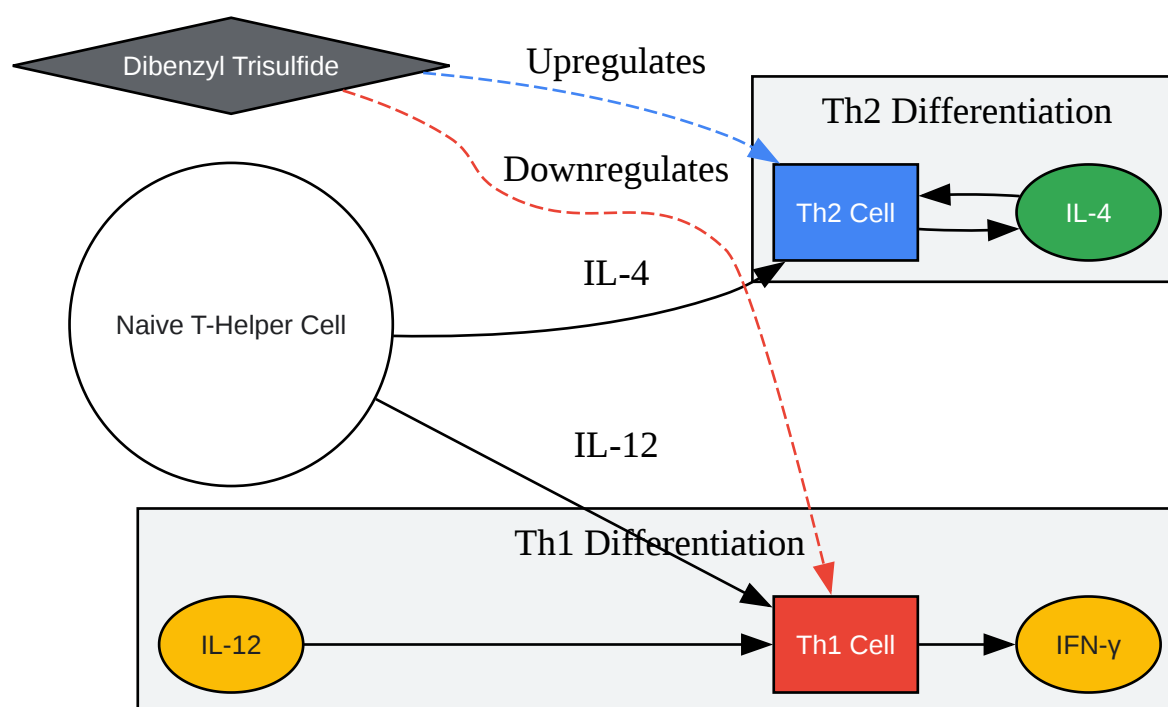 Dibenzyl Trisulfide
Upregulates
Th2 Differentiation
Downregulates
Th2 Cell
IL-4
IL-4
Naive T-Helper Cell
IL-12
Th1 Differentiation
IL-12
Th1 Cell
IFN-γ